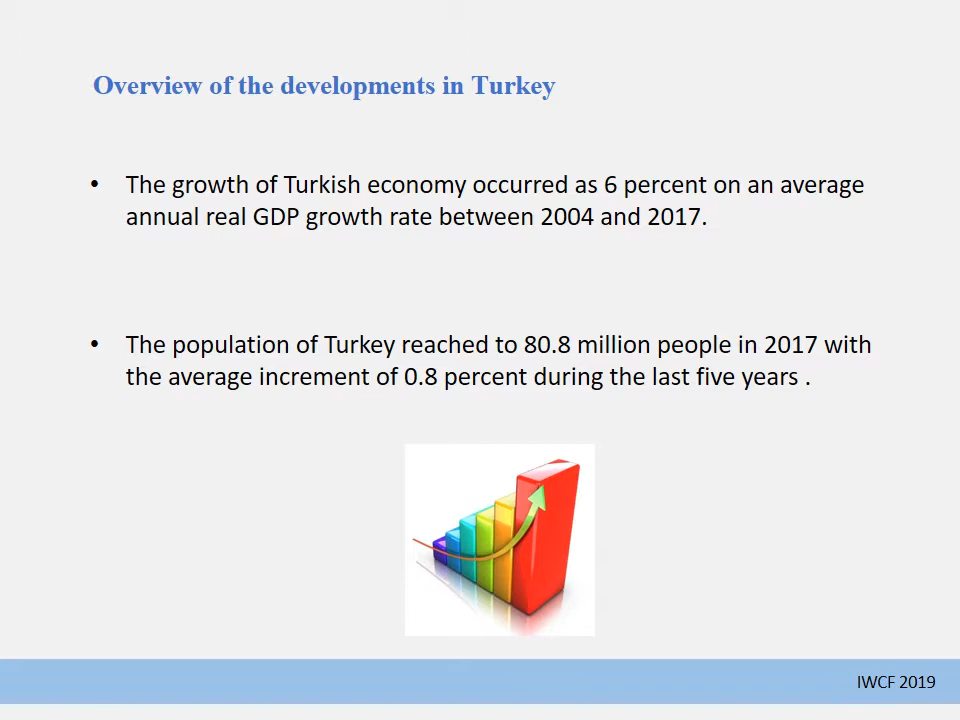 Overview of the developments in Turkey
• The growth of Turkish economy occurred as 6 percent on an average
annual real GDP growth rate between 2004 and 2017.
• The population of Turkey reached to 80.8 million people in 2017 with
the average increment of 0.8 percent during the last five years .
IWCF 2019